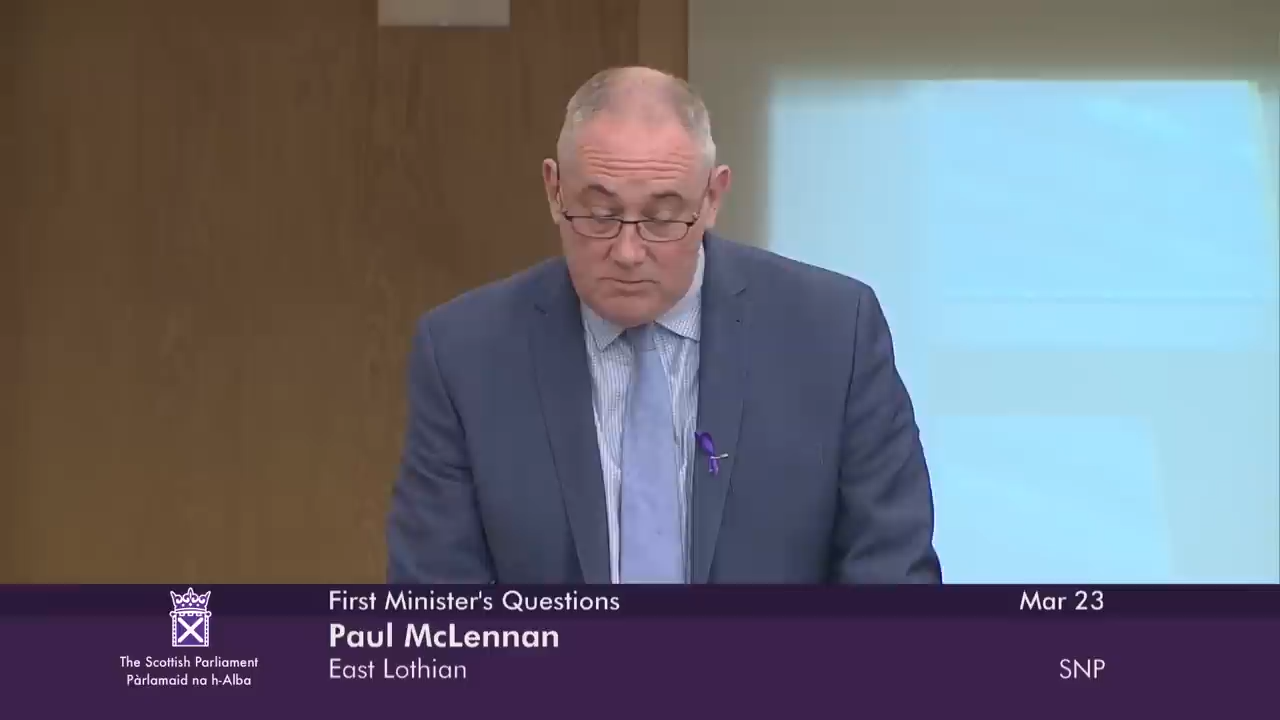 First Minister's Questions
Mar 23
Paul McLennan
The Scottish Parliament
East Lothian
SNP
Pàrlamaid na h-Alba